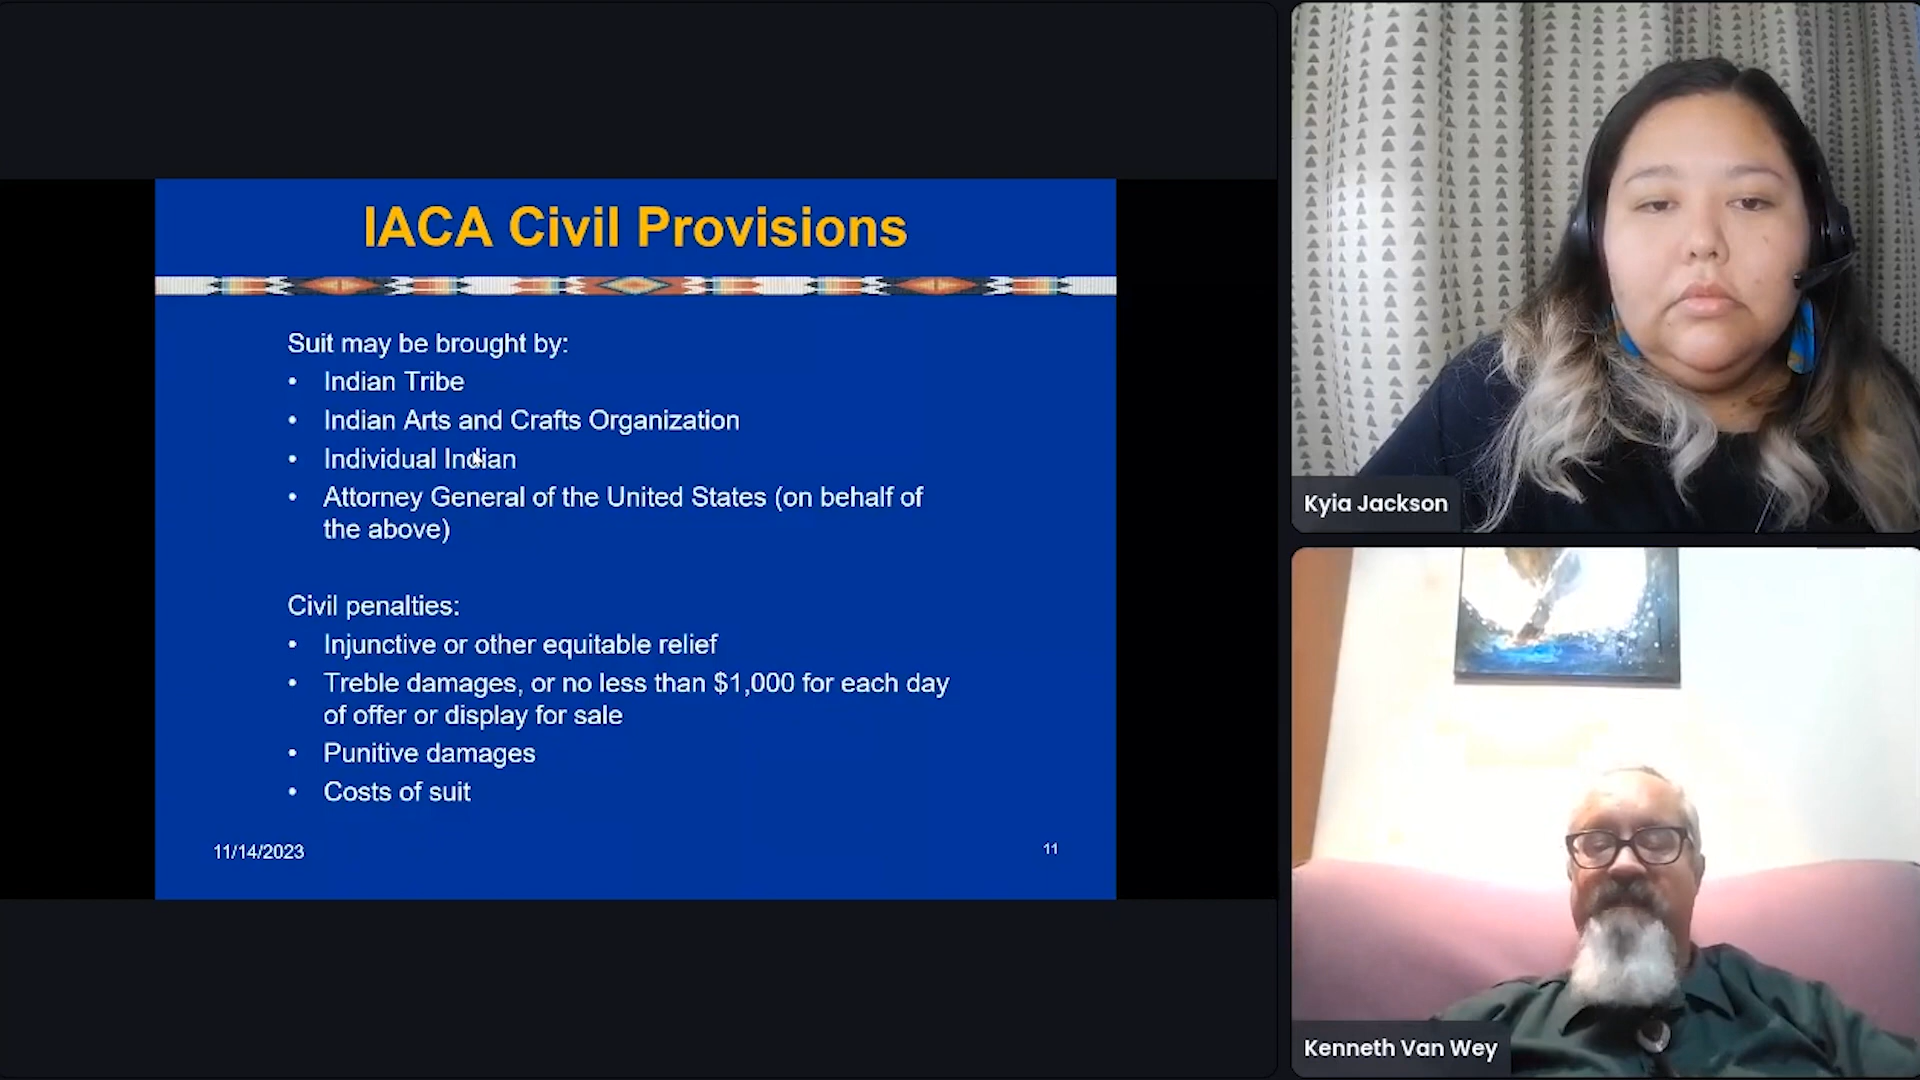 IACA Civil Provisions
Suit may be brought by:
• Indian Tribe
• Indian Arts and Crafts Organization
• Individual Indian
• Attorney General of the United States (on behalf of
the above)
Civil penalties:
• Injunctive or other equitable relief
• Treble damages, or no less than $1,000 for each day
of offer or display for sale
• Punitive damages
• Costs of suit
11/14/2023
11
Kyia Jackson
Kenneth Van Wey